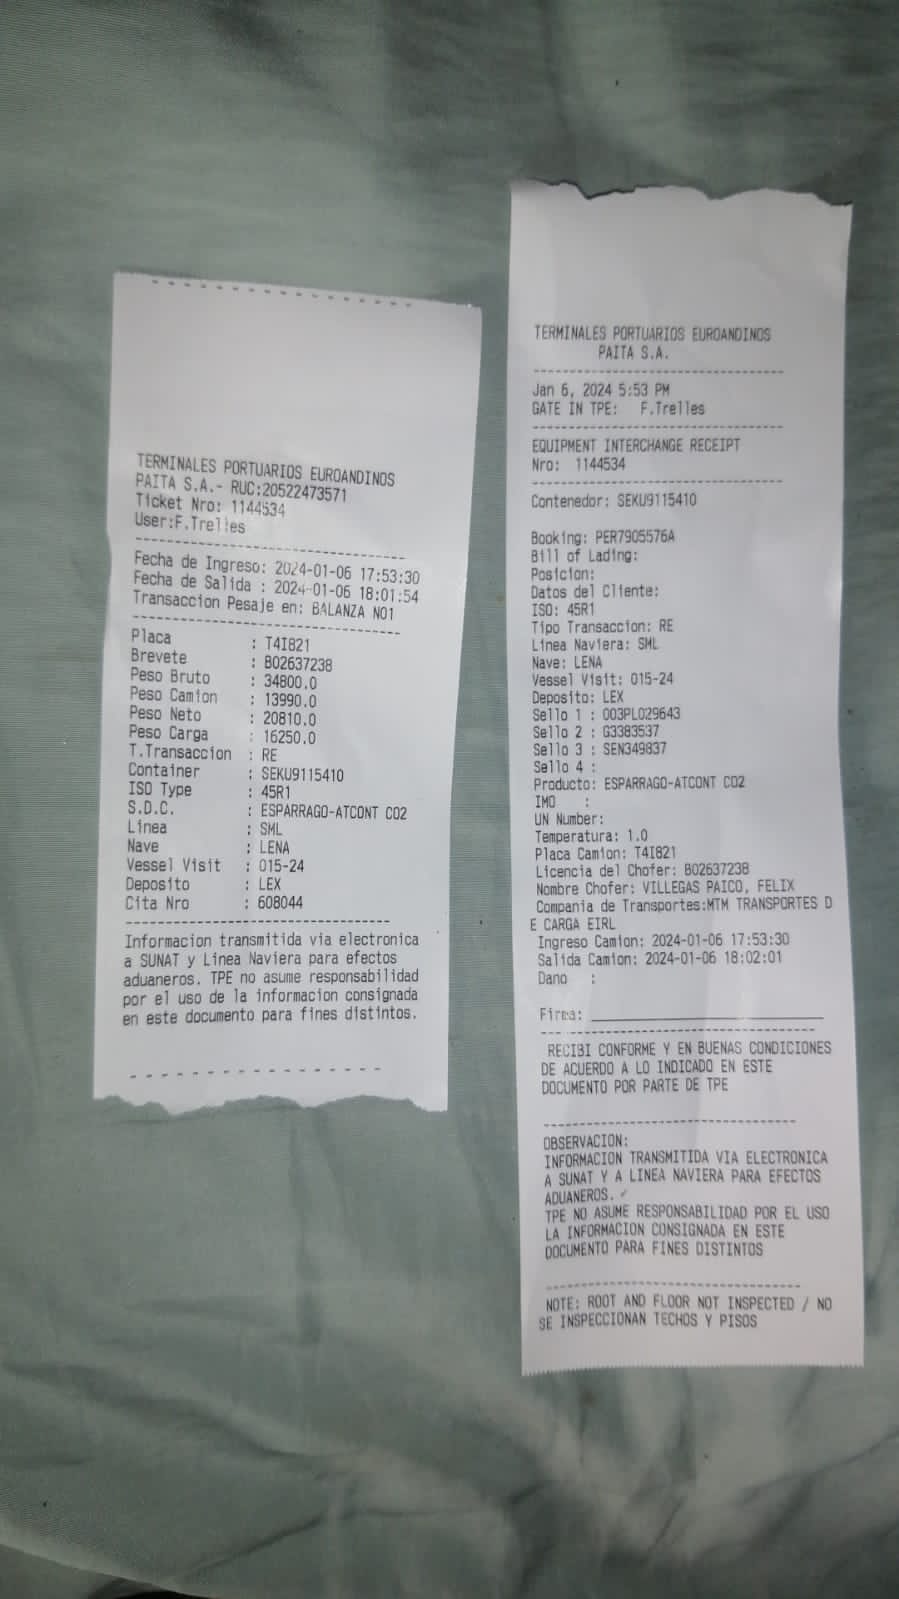 TERMINALES PORTUARIOS EUROANDINOS
PAITA S.A.- RUC:20522473571
Ticket Nro: 1144534
User:F.Trelles
Fecha de Ingreso: 2024-01-06 17:53:30
Fecha de Salida : 2024-01-06 18:01:54
Transaccion Pesaje en: BALANZA NO1
Placa : T4I821
Brevete : B02637238
Peso Bruto : 34800.0
Peso Camion : 13990.0
Peso Neto : 20810.0
Peso Carga : 16250.0
T.Transaccion : RE
Container : SEKU9115410
ISO Type : 45R1
S.D.C. : ESPARRAGO-ATCONT CO2
Linea : SML
Nave : LENA
Vessel Visit : 015-24
Deposito : LEX
Cita Nro : 608044
Informacion transmitida via electronica
a SUNAT y Linea Naviera para efectos
aduaneros. TPE no asume responsabilidad
por el uso de la informacion consignada
en este documento para fines distintos.
TERMINALES PORTUARIOS EUROANDINOS
PAITA S.A.
Jan 6, 2024 5:53 PM
GATE IN TPE: F.Trelles
EQUIPMENT INTERCHANGE RECEIPT
Nro: 1144534
Contenedor: SEKU9115410
Booking: PER7905576A
Bill of Lading:
Posicion:
Datos del Cliente:
ISO: 45R1
Tipo Transaccion: RE
Linea Naviera: SML
Nave: LENA
Vessel Visit: 015-24
Deposito: LEX
Sello 1 : 003PL029643
Sello 2 : G3383537
Sello 3 : SEN349837
Sello 4 :
Producto: ESPARRAGO-ATCONT CO2
IMO :
UN Number:
Temperatura: 1.0
Placa Camion: T4I821
Licencia del Chofer: B02637238
Nombre Chofer: VILLEGAS PAICO, FELIX
Compania de Transportes:MTM TRANSPORTES D
E CARGA EIRL
Ingreso Camion: 2024-01-06 17:53:30
Salida Camion: 2024-01-06 18:02:01
Dano :
Firma:
RECIBI CONFORME Y EN BUENAS CONDICIONES
DE ACUERDO A LO INDICADO EN ESTE
DOCUMENTO POR PARTE DE TPE
OBSERVACION:
INFORMACION TRANSMITIDA VIA ELECTRONICA
A SUNAT Y A LINEA NAVIERA PARA EFECTOS
ADUANEROS.
TPE NO ASUME RESPONSABILIDAD POR EL USO
LA INFORMACION CONSIGNADA EN ESTE
DOCUMENTO PARA FINES DISTINTOS
NOTE: ROOT AND FLOOR NOT INSPECTED / NO
SE INSPECCIONAN TECHOS Y PISOS